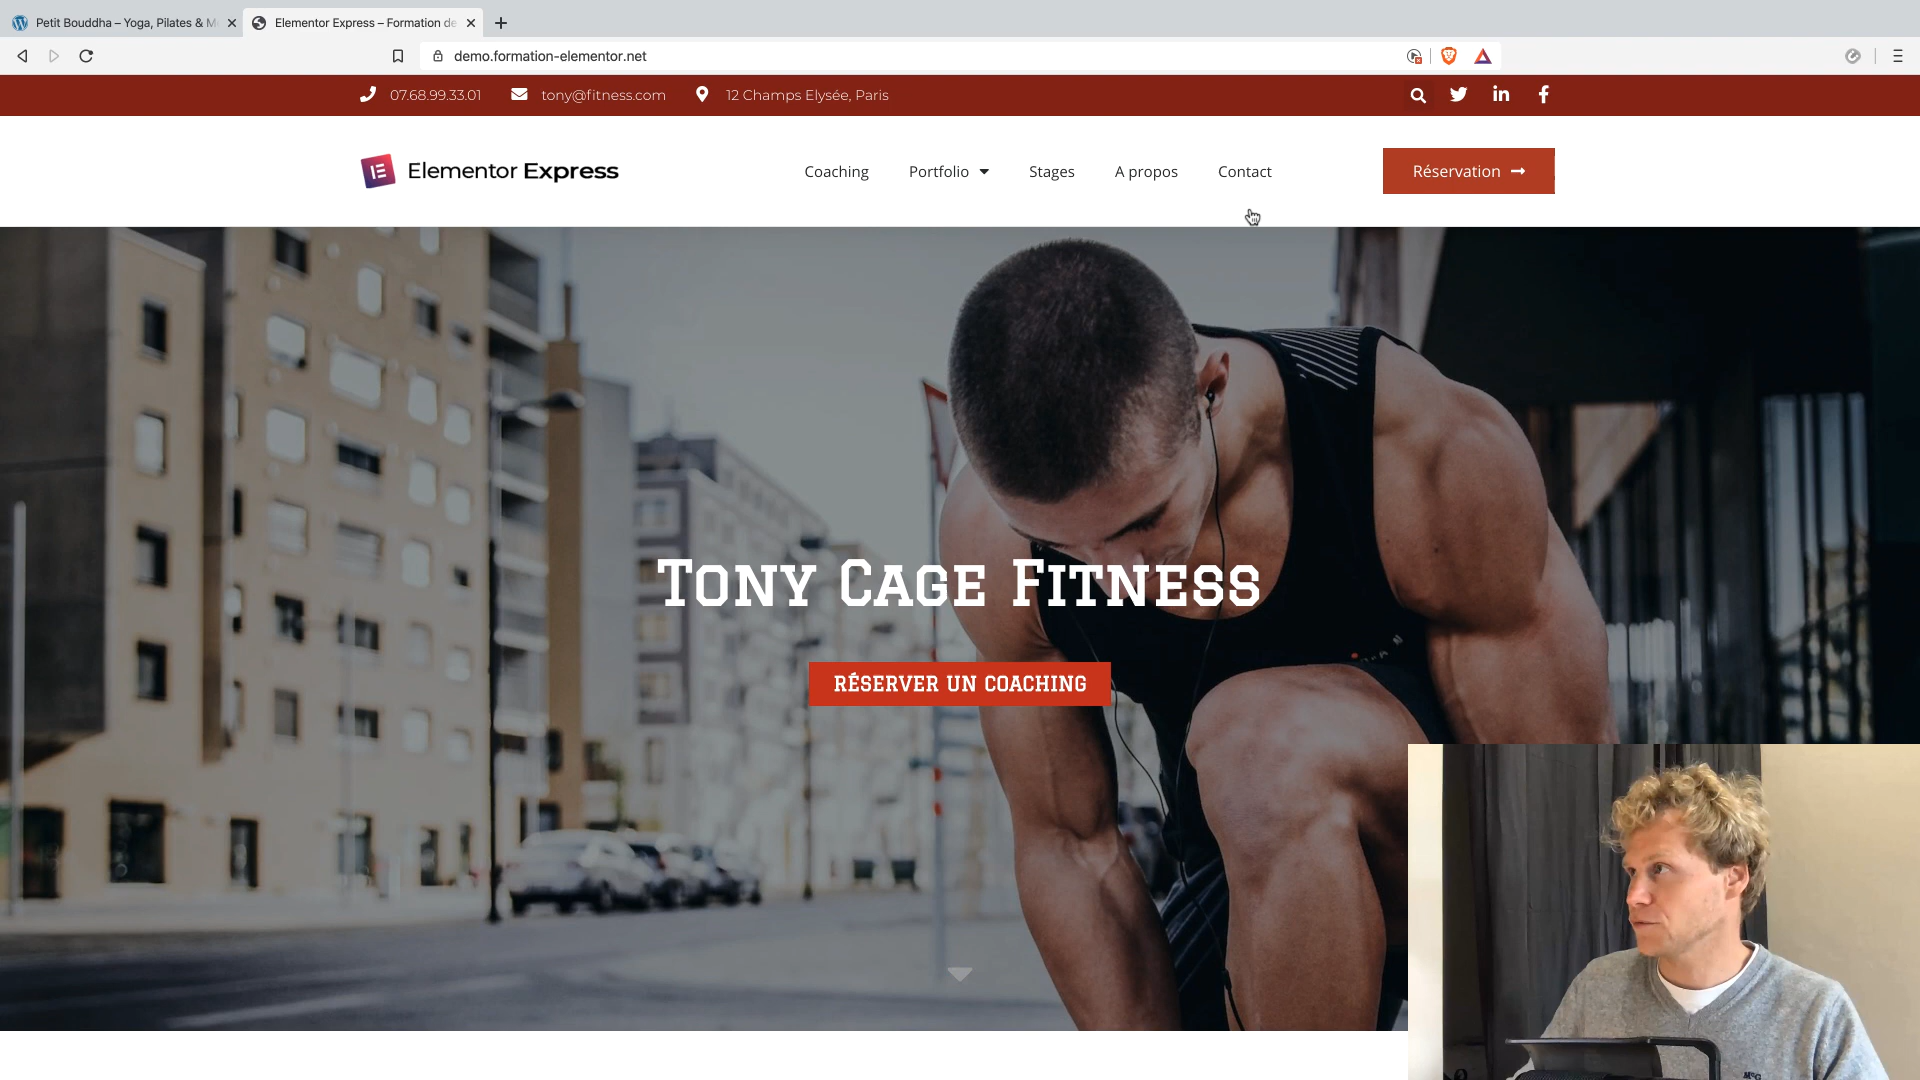 Petit Bouddha – Yoga, Pilates & M
Elementor Express – Formation de
demo.formation-elementor.net
07.68.99.33.01
tony@fitness.com
12 Champs Elysée, Paris
Elementor Express
Coaching
Portfolio
Stages
A propos
Contact
Réservation
Tony Cage Fitness
RÉSERVER UN COACHING
McG